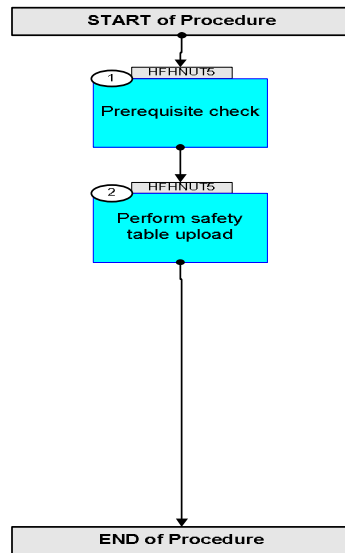 START of Procedure
HFHNUT5
1
Prerequisite check
HFHNUT5
2
Perform safety
table upload
END of Procedure